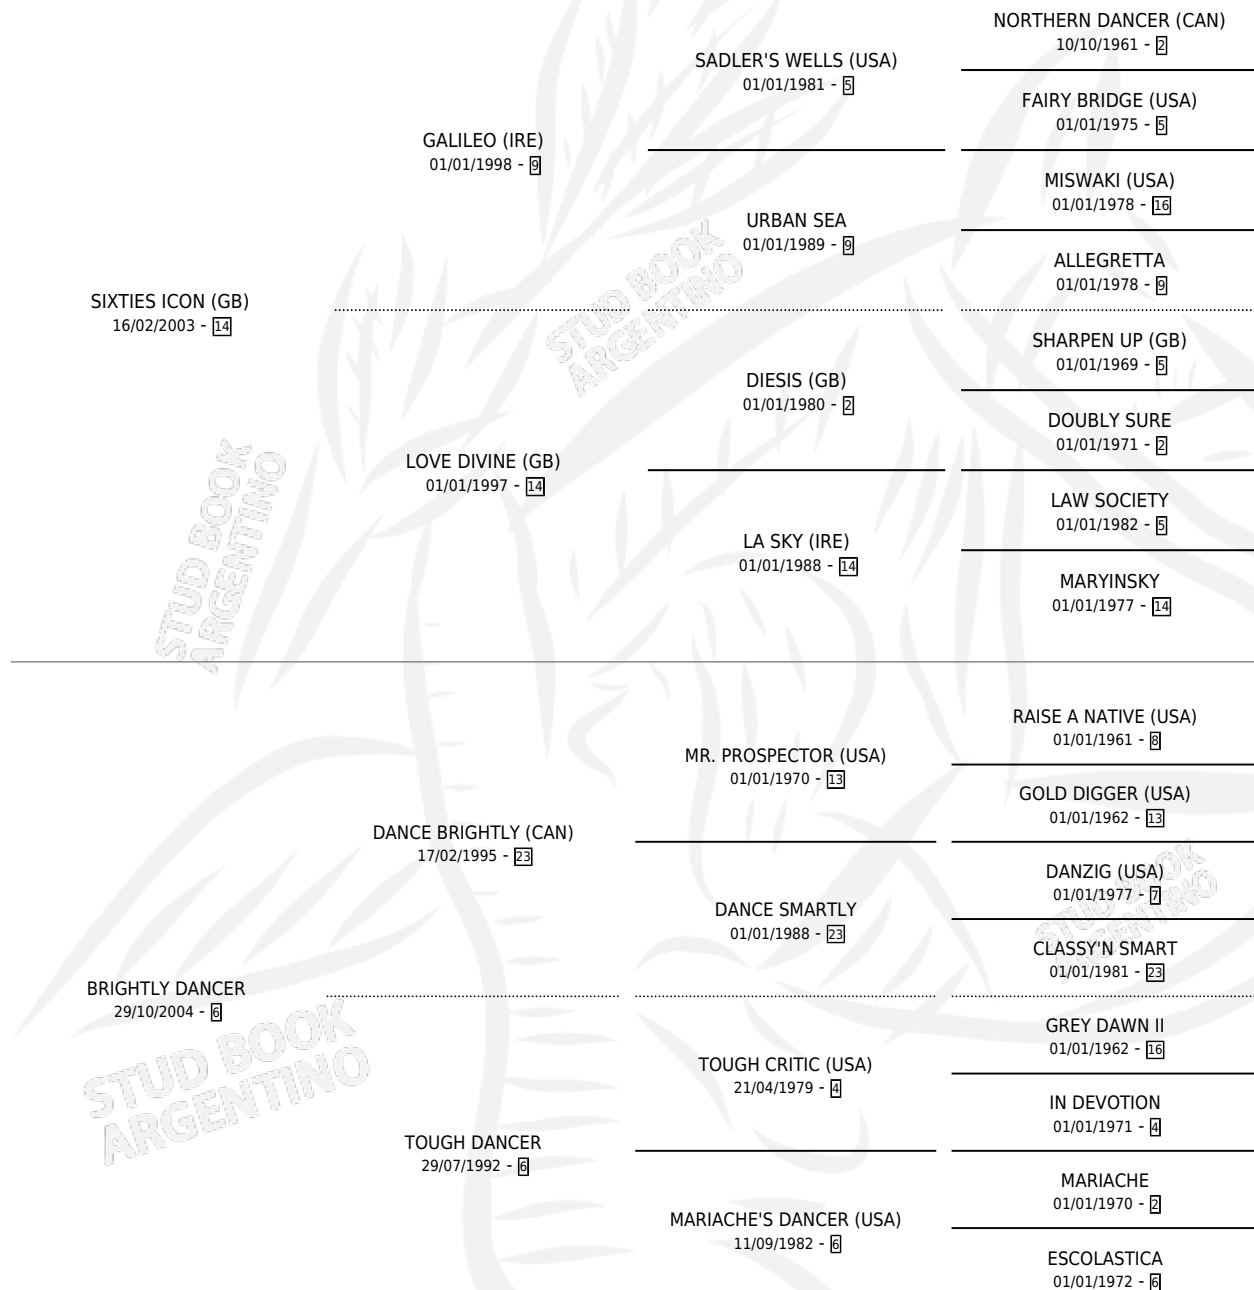 NORTHERN DANCER (CAN)
10/10/1961 - 2
SADLER'S WELLS (USA)
01/01/1981 - 5
FAIRY BRIDGE (USA)
01/01/1975 - 5
GALILEO (IRE)
01/01/1998 - 9
MISWAKI (USA)
01/01/1978 - 16
URBAN SEA
01/01/1989 - 9
ALLEGRETTA
01/01/1978 - 9
SIXTIES ICON (GB)
16/02/2003 - 14
SHARPEN UP (GB)
01/01/1969 - 5
DIESIS (GB)
01/01/1980 - 2
DOUBLY SURE
01/01/1971 - 2
LOVE DIVINE (GB)
01/01/1997 - 14
LAW SOCIETY
01/01/1982 - 5
LA SKY (IRE)
01/01/1988 - 14
MARYINSKY
01/01/1977 - 14
RAISE A NATIVE (USA)
01/01/1961 - 8
MR. PROSPECTOR (USA)
01/01/1970 - 13
GOLD DIGGER (USA)
01/01/1962 - 13
DANCE BRIGHTLY (CAN)
17/02/1995 - 23
DANZIG (USA)
01/01/1977 - 7
DANCE SMARTLY
01/01/1988 - 23
CLASSY'N SMART
01/01/1981 - 23
BRIGHTLY DANCER
29/10/2004 - 6
GREY DAWN II
01/01/1962 - 16
TOUGH CRITIC (USA)
21/04/1979 - 4
IN DEVOTION
01/01/1971 - 4
TOUGH DANCER
29/07/1992 - 6
MARIACHE
01/01/1970 - 2
MARIACHE'S DANCER (USA)
11/09/1982 - 6
ESCOLASTICA
01/01/1972 - 6
STUD BOOK
ARGENTINO
STUD BOOK
ARGENTINO
STUD BOOK
ARGENTINO
STUD BOOK
ARGENTINO